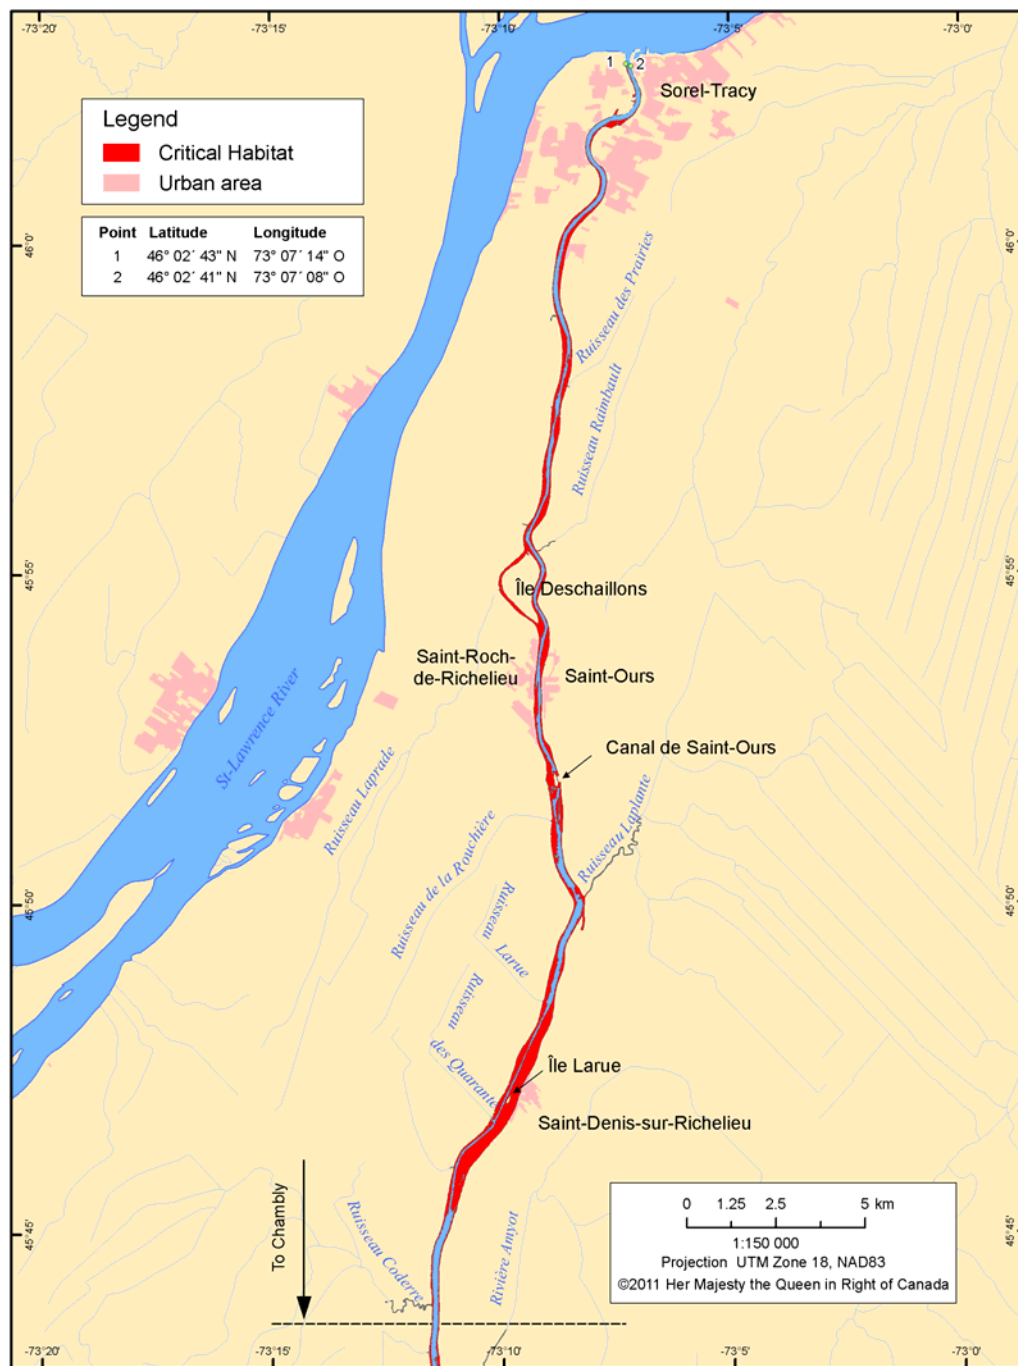 -73°20'
-73°15'
-73°10'
-73°5'
-73°0'
1
2
Sorel-Tracy
Legend
Critical Habitat
Urban area
Point Latitude Longitude
1 46° 02´ 43" N 73° 07´ 14" O
2 46° 02´ 41" N 73° 07´ 08" O
46°0'
46°0'
Ruisseau des Prairies
Ruisseau Raimbault
45°55'
45°55'
Île Deschaillons
Saint-Roch-
de-Richelieu
Saint-Ours
St-Lawrence River
Canal de Saint-Ours
Ruisseau Laprade
Ruisseau Laplante
Ruisseau de la Rouchière
45°50'
45°50'
Ruisseau
Larue
Ruisseau
des Quarante
Île Larue
Saint-Denis-sur-Richelieu
To Chambly
Ruisseau Coderre
Rivière Amyot
45°45'
45°45'
0 1.25 2.5 5 km
1:150 000
Projection UTM Zone 18, NAD83
©2011 Her Majesty the Queen in Right of Canada
-73°20'
-73°15'
-73°10'
-73°5'
-73°0'